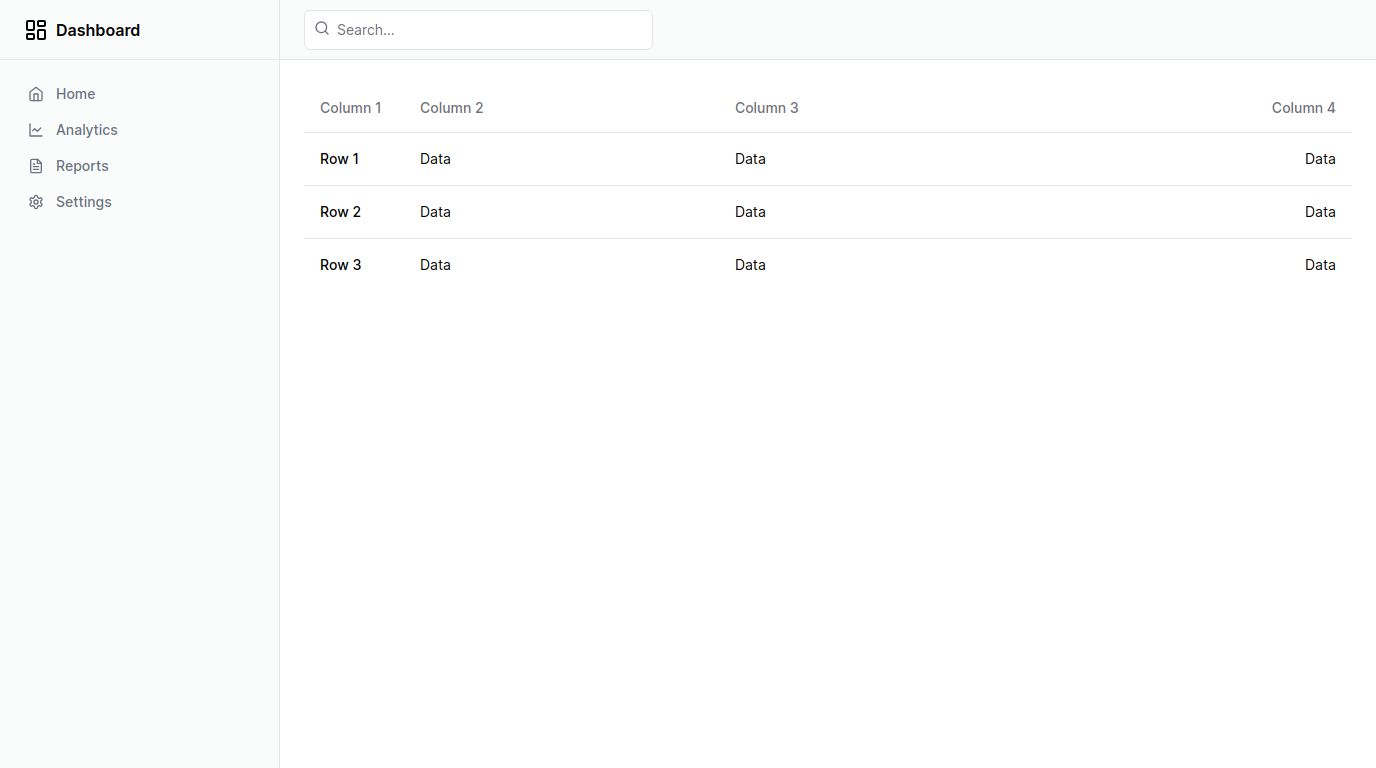 Dashboard
Search...
Home
Analytics
Reports
Settings
Column 1 Column 2 Column 3 Column 4
Row 1 Data Data Data
Row 2 Data Data Data
Row 3 Data Data Data